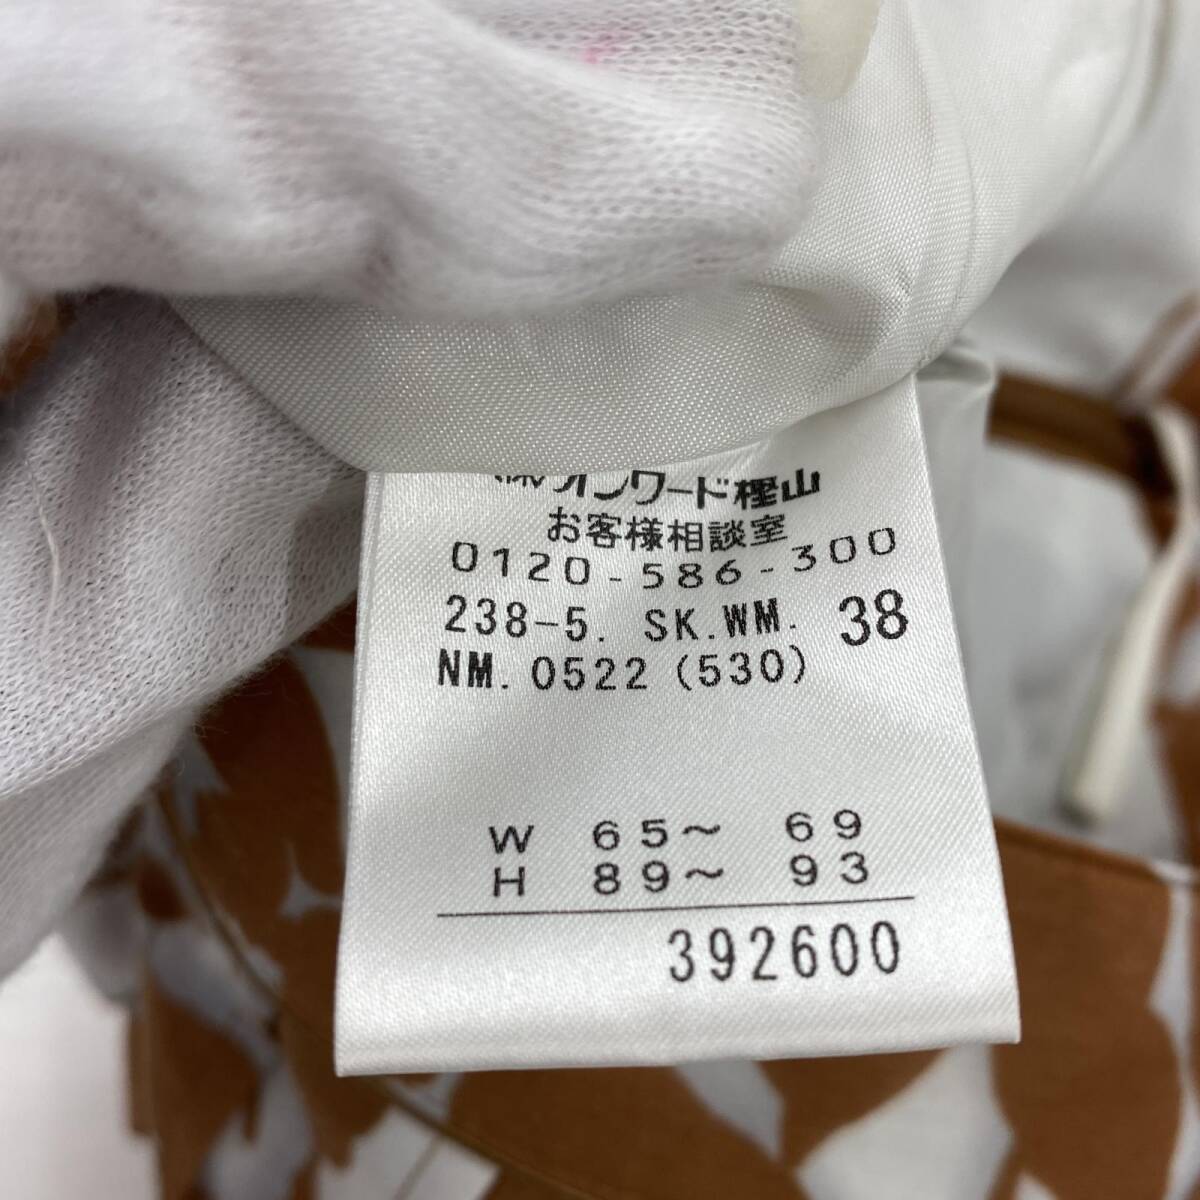 ㈱オンワード樫山
お客様相談室
0120-586-300
238-5. SK.WM. 38
NM. 0522 (530)
W 65～ 69
H 89～ 93
392600